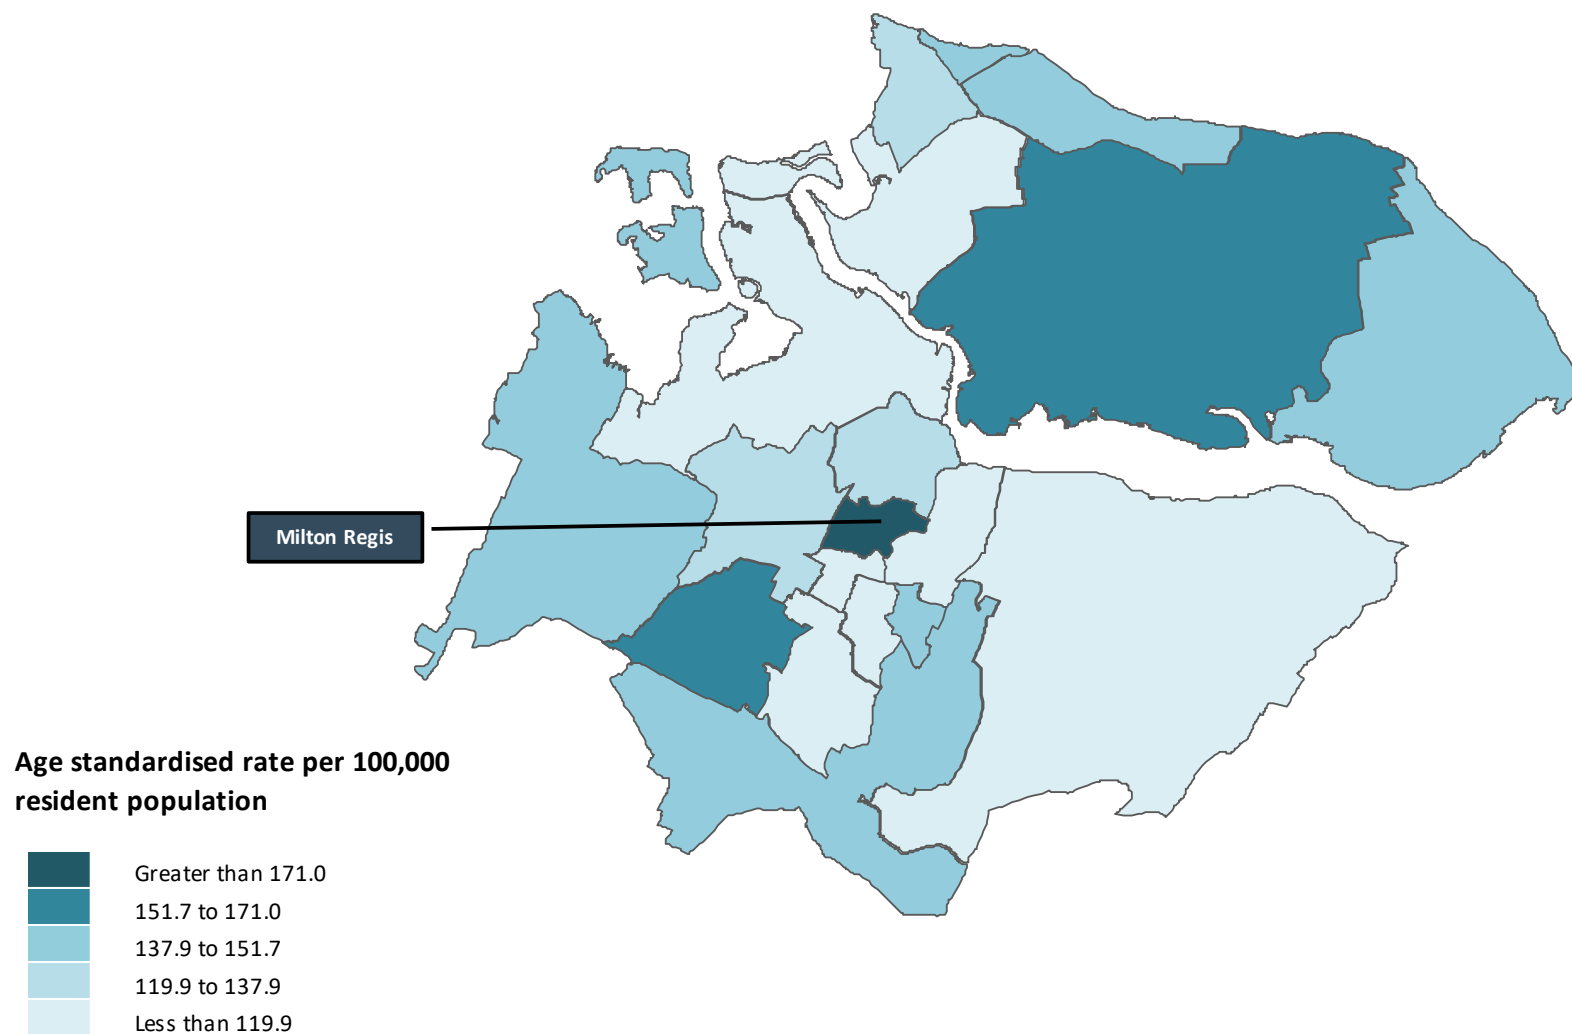 Milton Regis
Age standardised rate per 100,000
resident population
Greater than 171.0
151.7 to 171.0
137.9 to 151.7
119.9 to 137.9
Less than 119.9